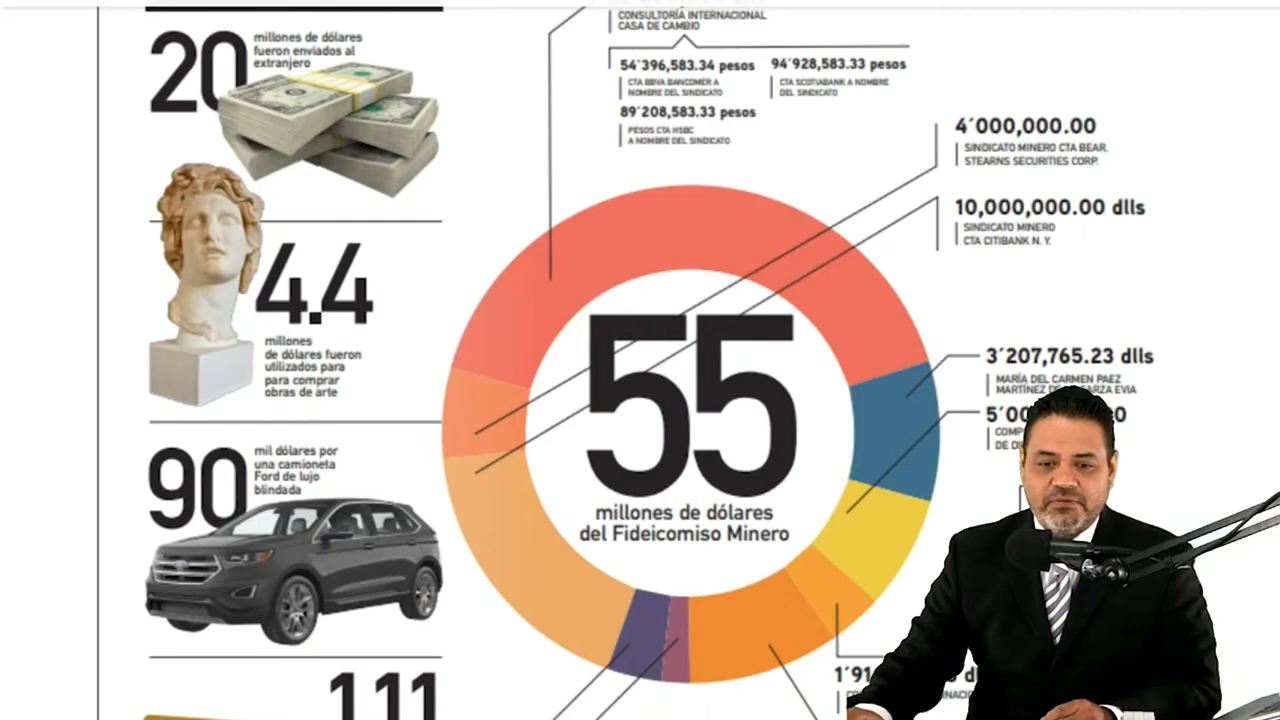 20
millones de dólares
fueron enviados al
extranjero
4.4
millones
de dólares fueron
utilizados para
para comprar
obras de arte
90
mil dólares por
una camioneta
Ford de lujo
blindada
111
CONSULTORÍA INTERNACIONAL
CASA DE CAMBIO
54´396,583.34 pesos
CTA BBVA BANCOMER A
NOMBRE DEL SINDICATO
94´928,583.33 pesos
CTA SCOTIABANK A NOMBRE
DEL SINDICATO
89´208,583.33 pesos
PESOS CTA HSBC
A NOMBRE DEL SINDICATO
4´000,000.00
SINDICATO MINERO CTA BEAR.
STEARNS SECURITIES CORP.
10,000,000.00 dlls
SINDICATO MINERO
CTA CITIBANK N. Y.
55
millones de dólares
del Fideicomiso Minero
3´207,765.23 dlls
MARÍA DEL CARMEN PAEZ
MARTÍNEZ EVIA